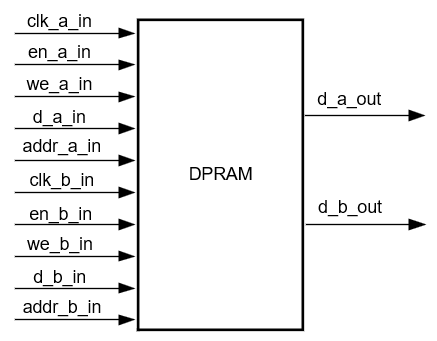 clk_a_in
en_a_in
we_a_in
d_a_in
addr_a_in
clk_b_in
en_b_in
we_b_in
d_b_in
addr_b_in
DPRAM
d_a_out
d_b_out